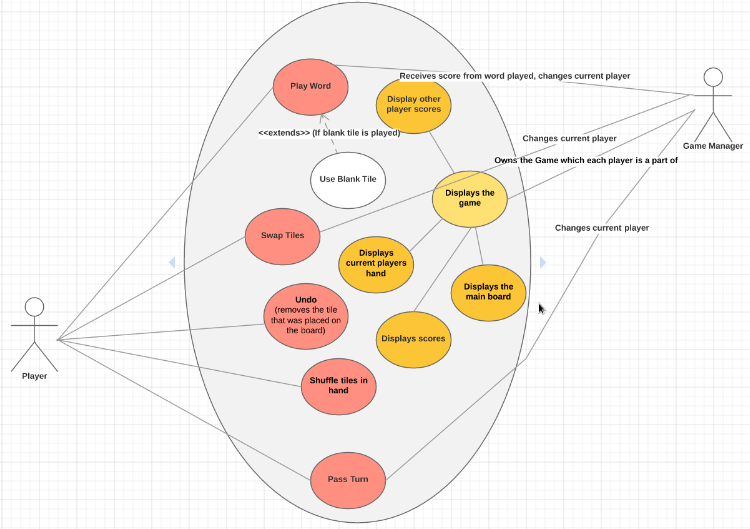 Play Word
Receives score from word played, changes current player
Display other
player scores
<<extends>> (If blank tile is played)
Changes current player
Game Manager
Owns the Game which each player is a part of
Use Blank Tile
Displays the
game
Changes current player
Swap Tiles
Displays
current players
hand
Displays the
main board
Undo
(removes the tile
that was placed on
the board)
Displays scores
Player
Shuffle tiles in
hand
Pass Turn